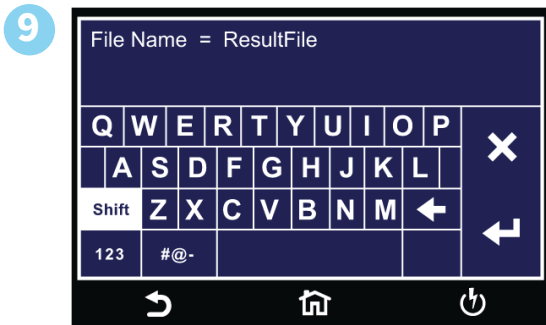 9
File Name = ResultFile
Q W E R T Y U I O P
A S D F G H J K L
Shift Z X C V B N M
123 #@-